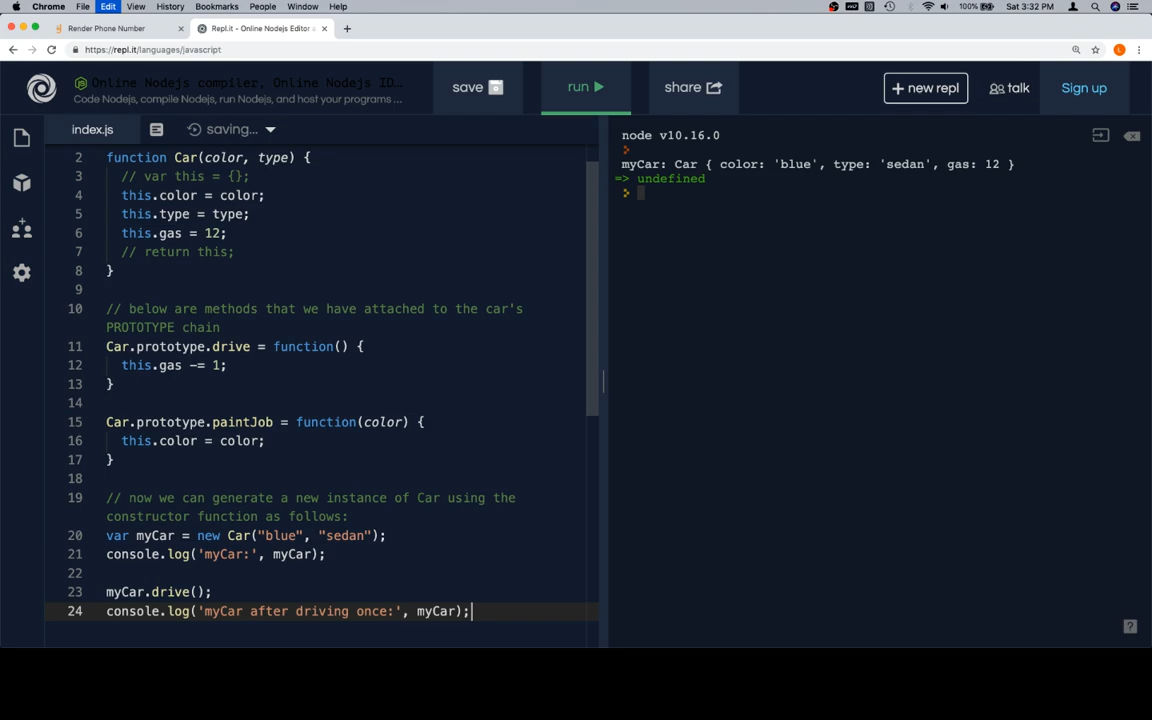 Chrome File Edit View History Bookmarks People Window Help 100% Sat 3:32 PM
Render Phone Number × Repl.it - Online Nodejs Editor × +
https://repl.it/languages/javascript
Online Nodejs compiler, Online Nodejs ID...
Code Nodejs, compile Nodejs, run Nodejs, and host your programs ...
save run share + new repl talk Sign up
index.js saving...
2 function Car(color, type) {
3 // var this = {};
4 this.color = color;
5 this.type = type;
6 this.gas = 12;
7 // return this;
8 }
9
10 // below are methods that we have attached to the car's
PROTOTYPE chain
11 Car.prototype.drive = function() {
12 this.gas -= 1;
13 }
14
15 Car.prototype.paintJob = function(color) {
16 this.color = color;
17 }
18
19 // now we can generate a new instance of Car using the
constructor function as follows:
20 var myCar = new Car("blue", "sedan");
21 console.log('myCar:', myCar);
22
23 myCar.drive();
24 console.log('myCar after driving once:', myCar);
node v10.16.0
myCar: Car { color: 'blue', type: 'sedan', gas: 12 }
=> undefined
?